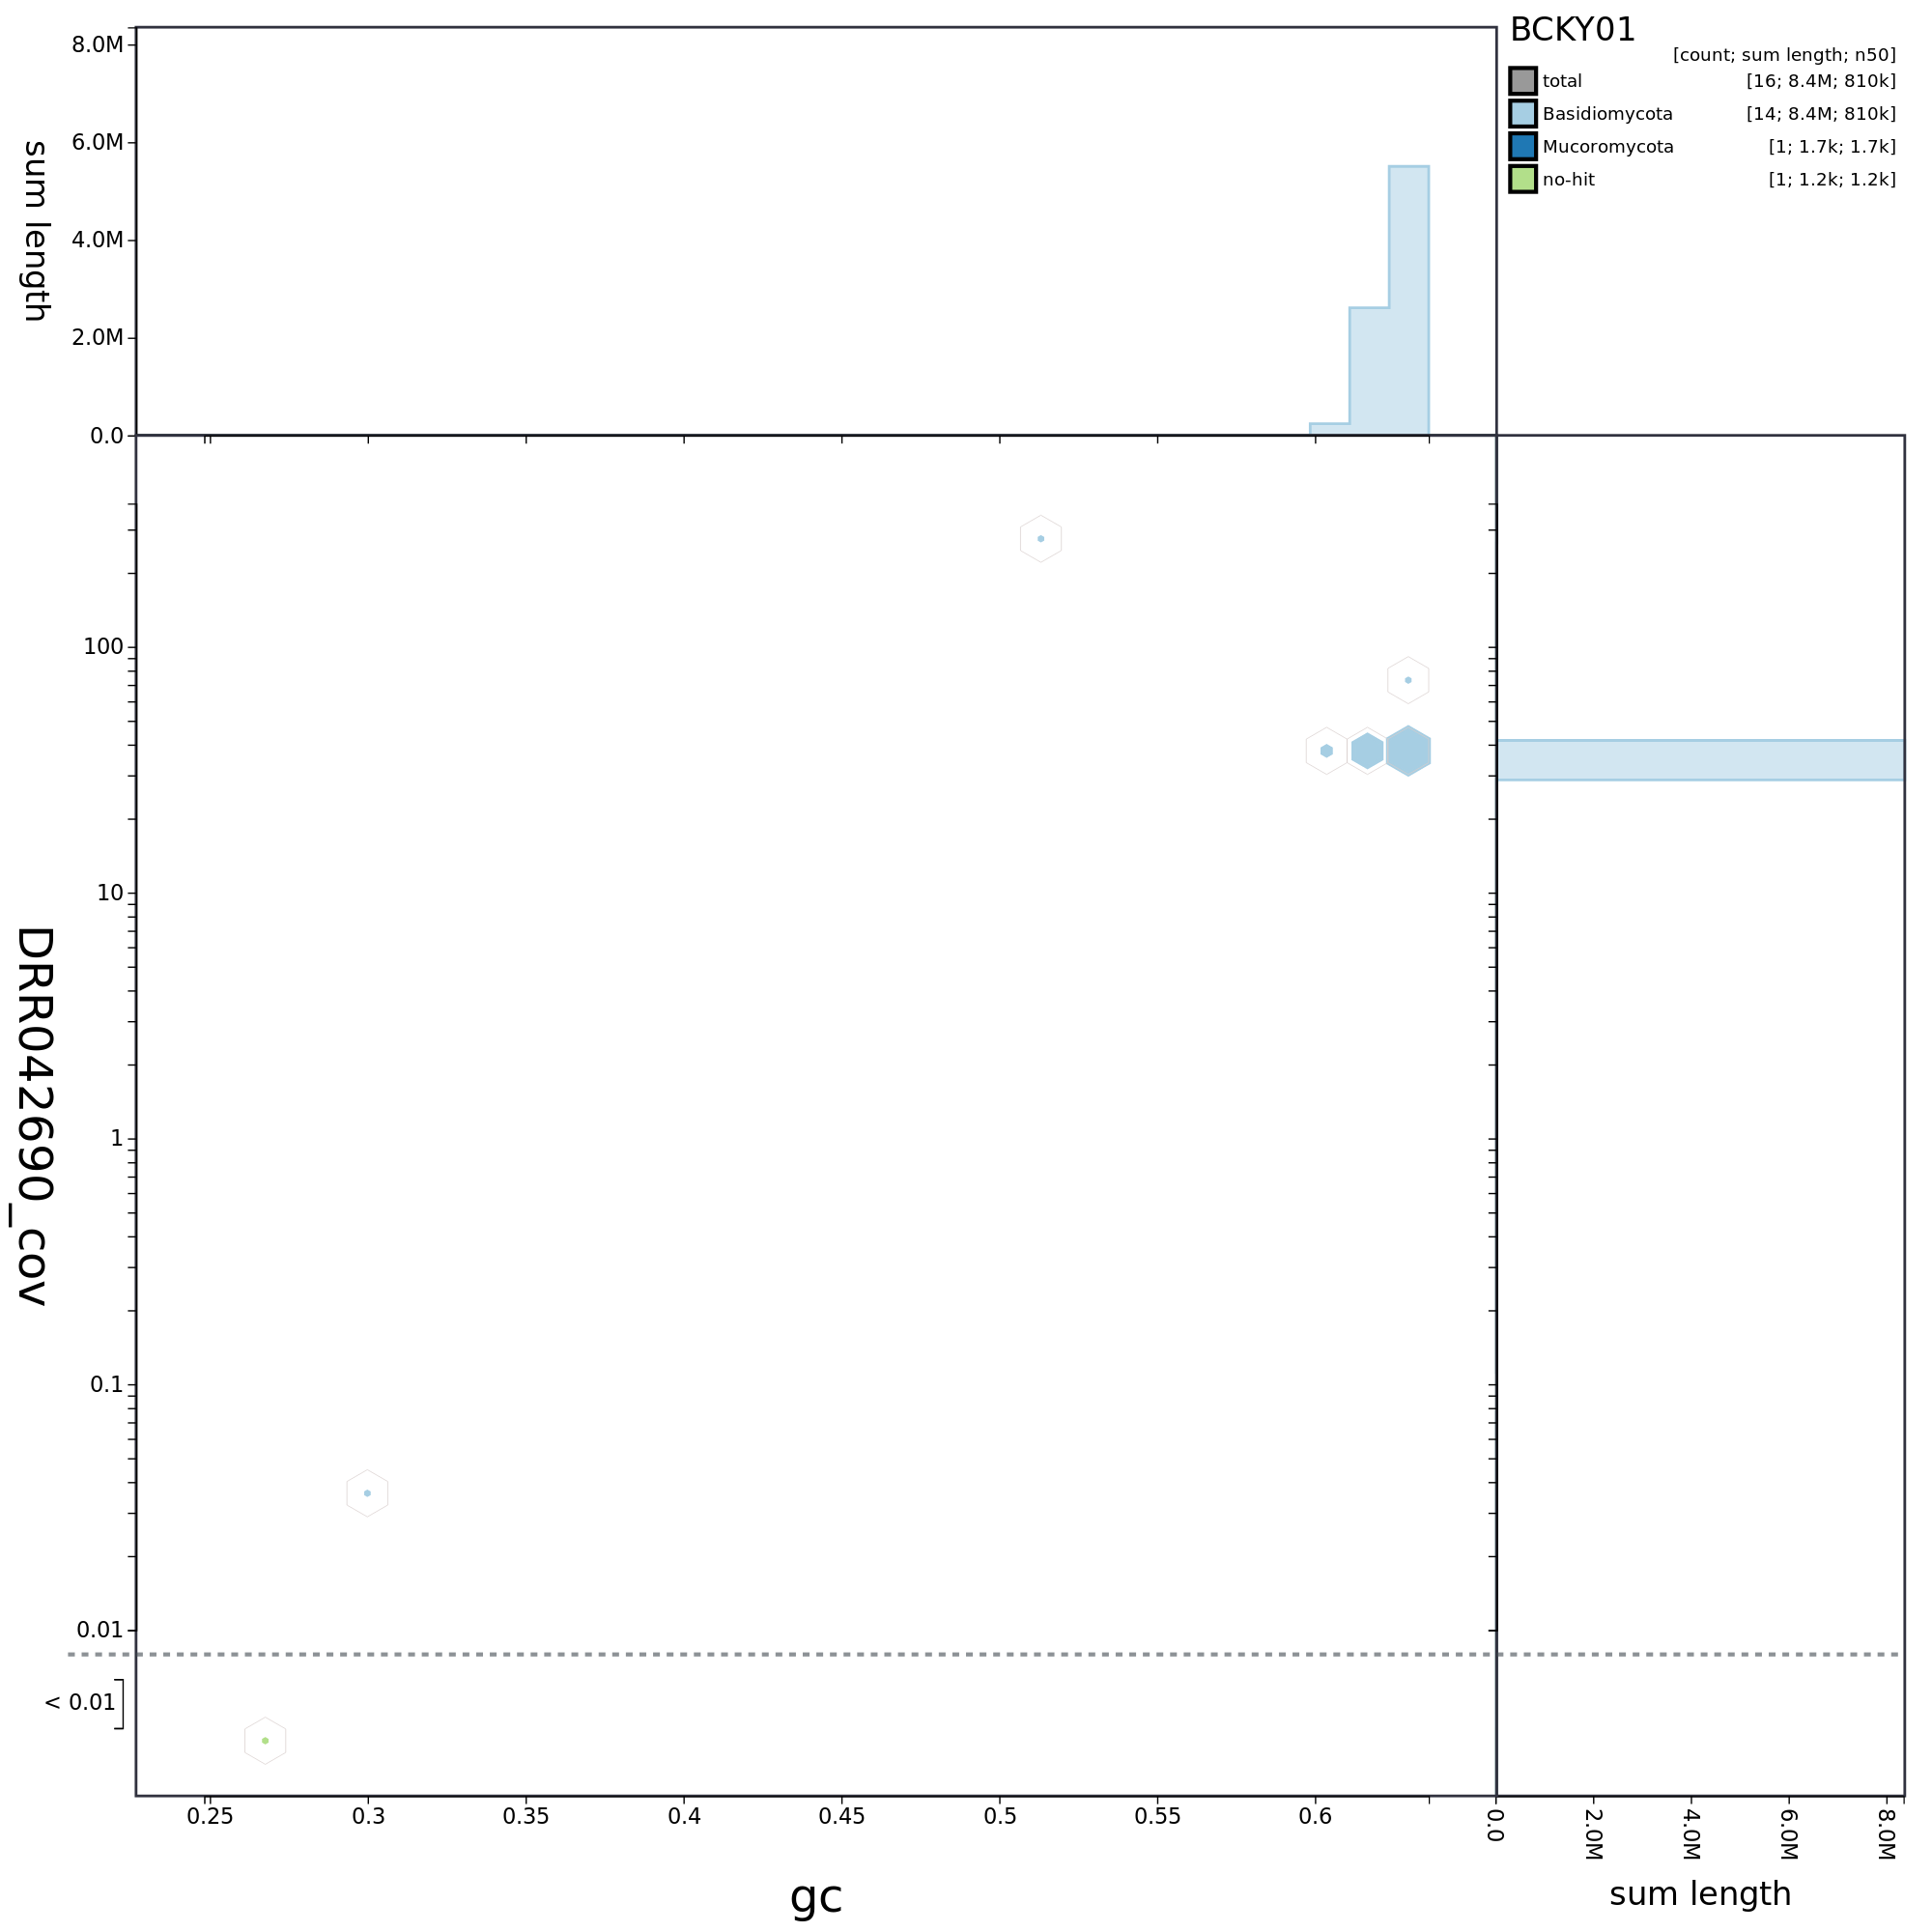 BCKY01
[count; sum length; n50]
total [16; 8.4M; 810k]
Basidiomycota [14; 8.4M; 810k]
Mucoromycota [1; 1.7k; 1.7k]
no-hit [1; 1.2k; 1.2k]
sum length
8.0M
6.0M
4.0M
2.0M
0.0
DRR042690_cov
100
10
1
0.1
0.01
< 0.01
0.25 0.3 0.35 0.4 0.45 0.5 0.55 0.6
gc
0.0 2.0M 4.0M 6.0M 8.0M
sum length